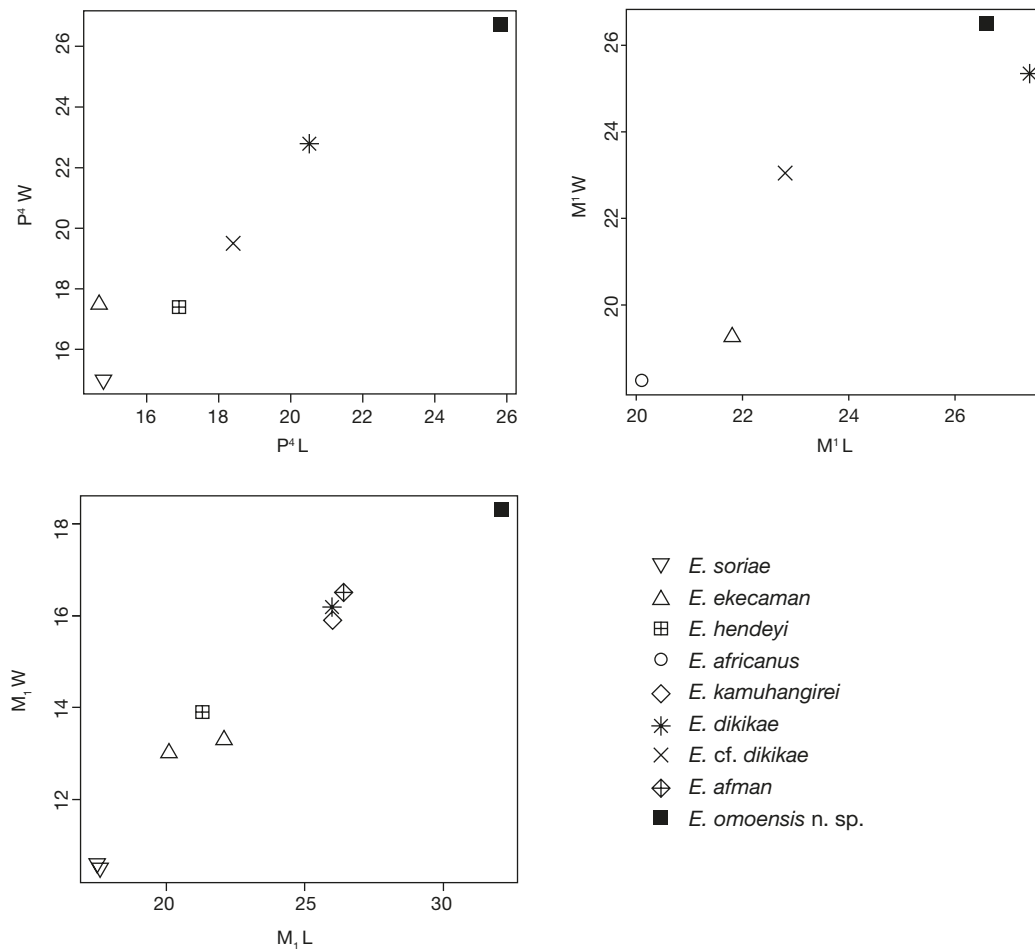 26
24
22
20
18
16
P⁴ W
16
18
20
22
24
26
P⁴ L
26
24
22
20
M¹ W
20
22
24
26
M¹ L
18
16
14
12
M₁ W
20
25
30
M₁ L
E. soriae
E. ekecaman
E. hendeyi
E. africanus
E. kamuhangirei
E. dikikae
E. cf. dikikae
E. afman
E. omoensis n. sp.